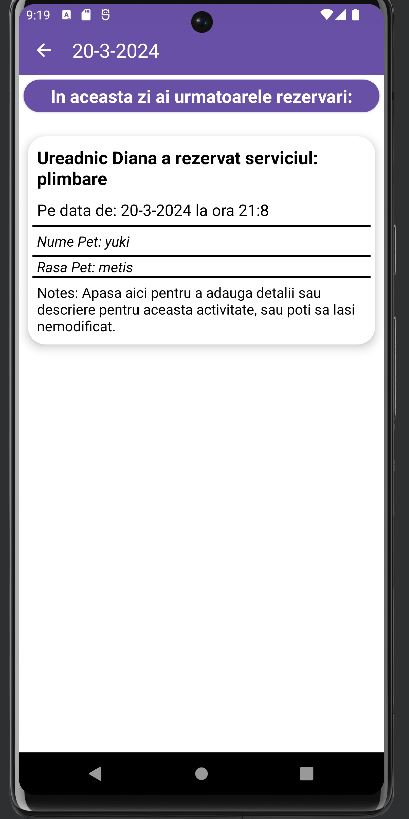 9:19
20-3-2024
In aceasta zi ai urmatoarele rezervari:
Ureadnic Diana a rezervat serviciul:
plimbare
Pe data de: 20-3-2024 la ora 21:8
Nume Pet: yuki
Rasa Pet: metis
Notes: Apasa aici pentru a adauga detalii sau
descriere pentru aceasta activitate, sau poti sa lasi
nemodificat.